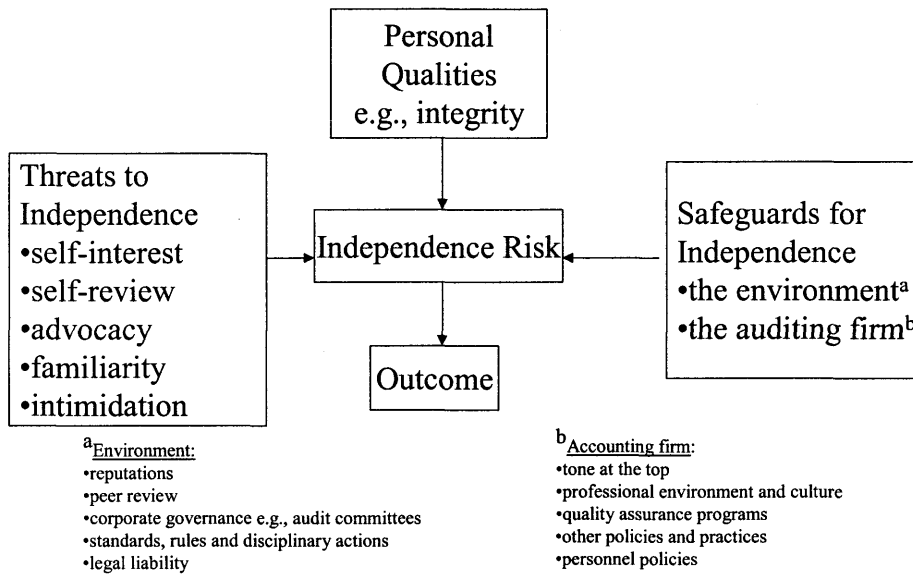 Personal
Qualities
e.g., integrity
Threats to
Independence
•self-interest
•self-review
•advocacy
•familiarity
•intimidation
Independence Risk
Safeguards for
Independence
•the environmentᵃ
•the auditing firmᵇ
Outcome
ᵃEnvironment:
•reputations
•peer review
•corporate governance e.g., audit committees
•standards, rules and disciplinary actions
•legal liability
ᵇAccounting firm:
•tone at the top
•professional environment and culture
•quality assurance programs
•other policies and practices
•personnel policies